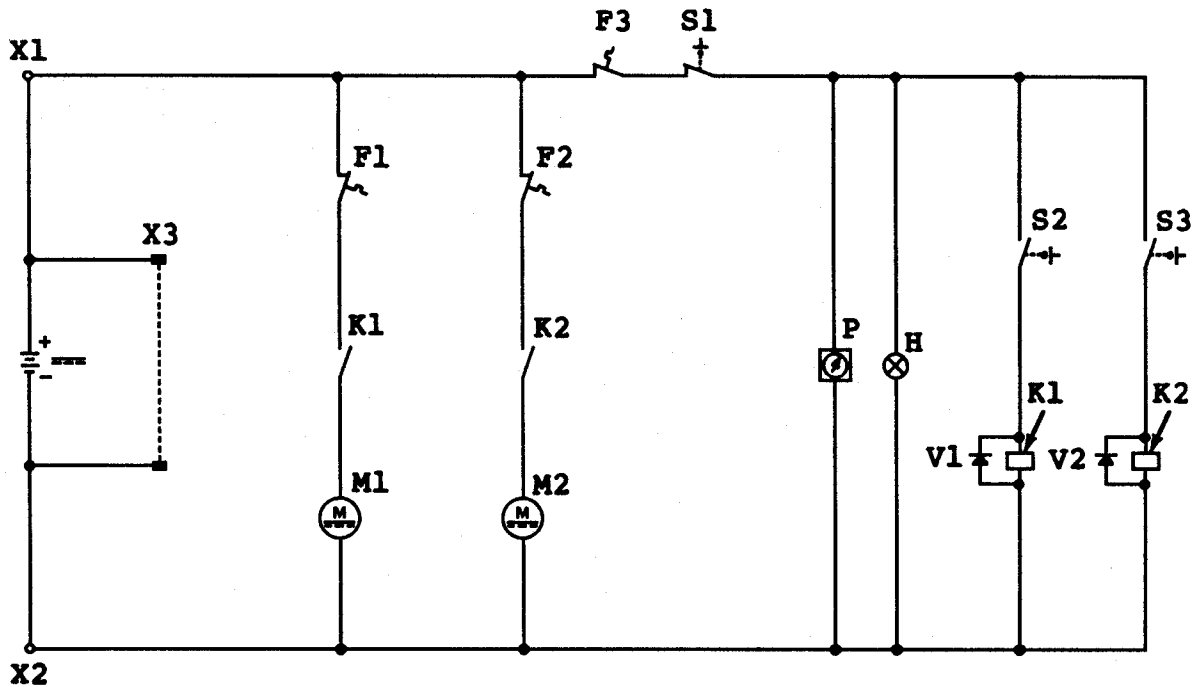 F3 S1
X1
F1 F2
S2 S3
X3
K1 K2
P H
+
-
K1 K2
V1 V2
M1 M2
M M
X2